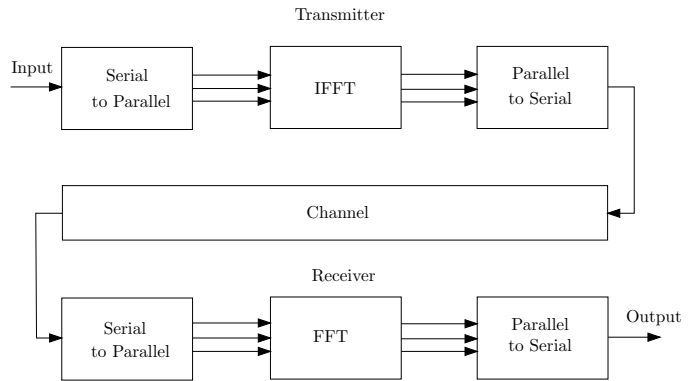 Transmitter
Input
Serial
to Parallel
IFFT
Parallel
to Serial
Channel
Receiver
Serial
to Parallel
FFT
Parallel
to Serial
Output